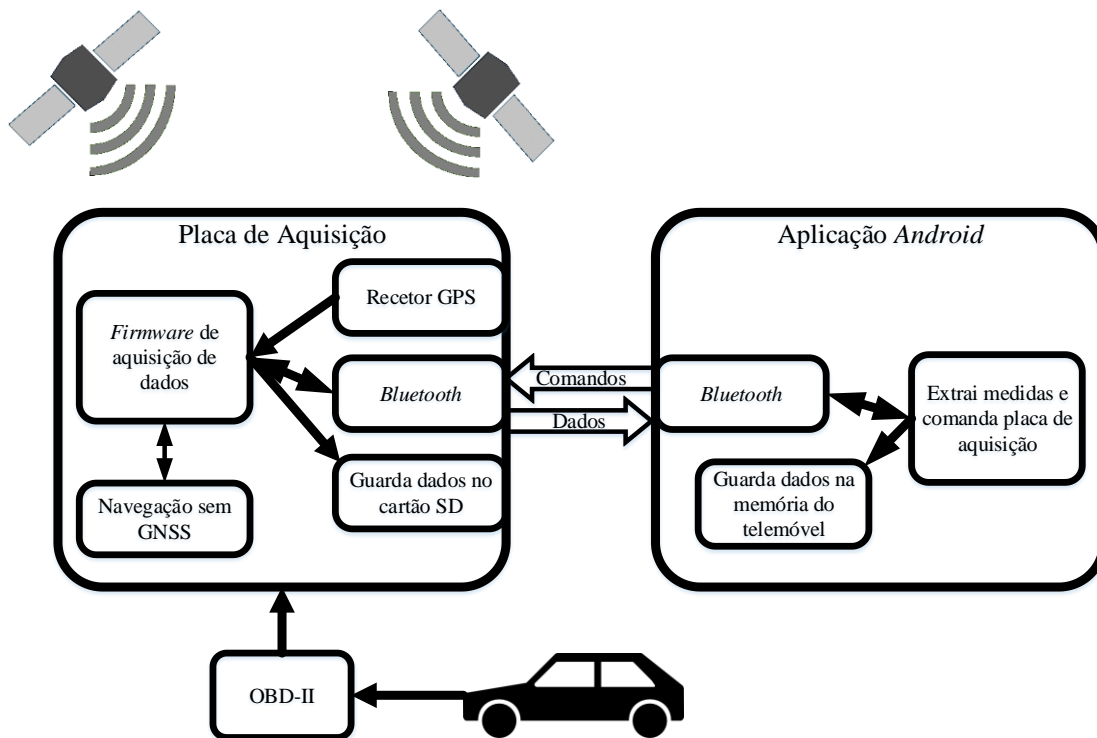 Placa de Aquisição
Recetor GPS
Firmware de
aquisição de
dados
Bluetooth
Guarda dados no
cartão SD
Navegação sem
GNSS
Comandos
Dados
Aplicação Android
Bluetooth
Extrai medidas e
comanda placa de
aquisição
Guarda dados na
memória do
telemóvel
OBD-II